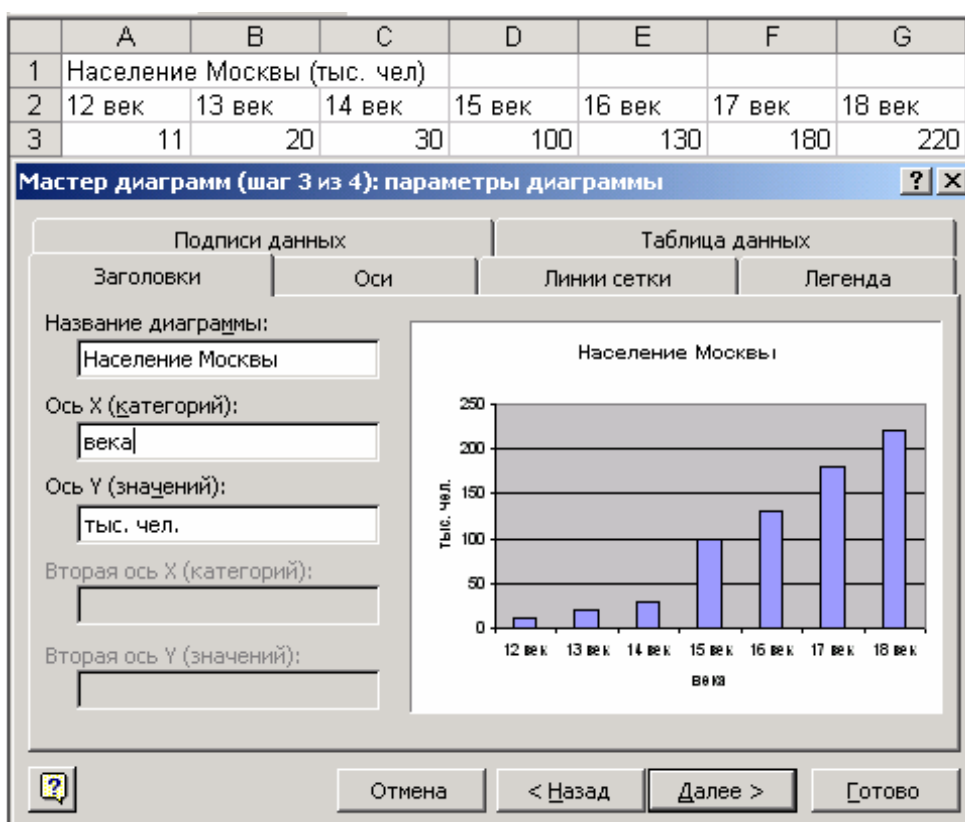 A B C D E F G
1 Население Москвы (тыс. чел)
2 12 век 13 век 14 век 15 век 16 век 17 век 18 век
3 11 20 30 100 130 180 220
Мастер диаграмм (шаг 3 из 4): параметры диаграммы
Подписи данных Таблица данных
Заголовки Оси Линии сетки Легенда
Название диаграммы:
Население Москвы
Ось X (категорий):
века
Ось Y (значений):
тыс. чел.
Вторая ось X (категорий):
Вторая ось Y (значений):
Население Москвы
250
200
150
100
50
0
тыс. чел.
12 век 13 век 14 век 15 век 16 век 17 век 18 век
века
Отмена < Назад Далее > Готово